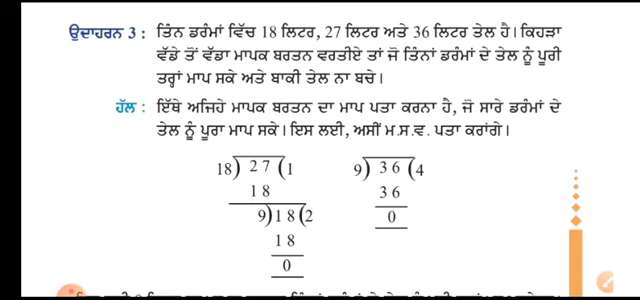 ਉਦਾਹਰਨ 3 : ਤਿੰਨ ਡਰੰਮਾਂ ਵਿੱਚ 18 ਲਿਟਰ, 27 ਲਿਟਰ ਅਤੇ 36 ਲਿਟਰ ਤੇਲ ਹੈ। ਕਿਹੜਾ
ਵੱਡੇ ਤੋਂ ਵੱਡਾ ਮਾਪਕ ਬਰਤਨ ਵਰਤੀਏ ਤਾਂ ਜੋ ਤਿੰਨਾਂ ਡਰੰਮਾਂ ਦੇ ਤੇਲ ਨੂੰ ਪੂਰੀ
ਤਰ੍ਹਾਂ ਮਾਪ ਸਕੇ ਅਤੇ ਬਾਕੀ ਤੇਲ ਨਾ ਬਚੇ।
ਹੱਲ : ਇੱਥੇ ਅਜਿਹੇ ਮਾਪਕ ਬਰਤਨ ਦਾ ਮਾਪ ਪਤਾ ਕਰਨਾ ਹੈ, ਜੋ ਸਾਰੇ ਡਰੰਮਾਂ ਦੇ
ਤੇਲ ਨੂੰ ਪੂਰਾ ਮਾਪ ਸਕੇ। ਇਸ ਲਈ, ਅਸੀਂ ਮ.ਸ.ਵ. ਪਤਾ ਕਰਾਂਗੇ।
18) 27 (1
18
9) 18 (2
18
0
9) 36 (4
36
0